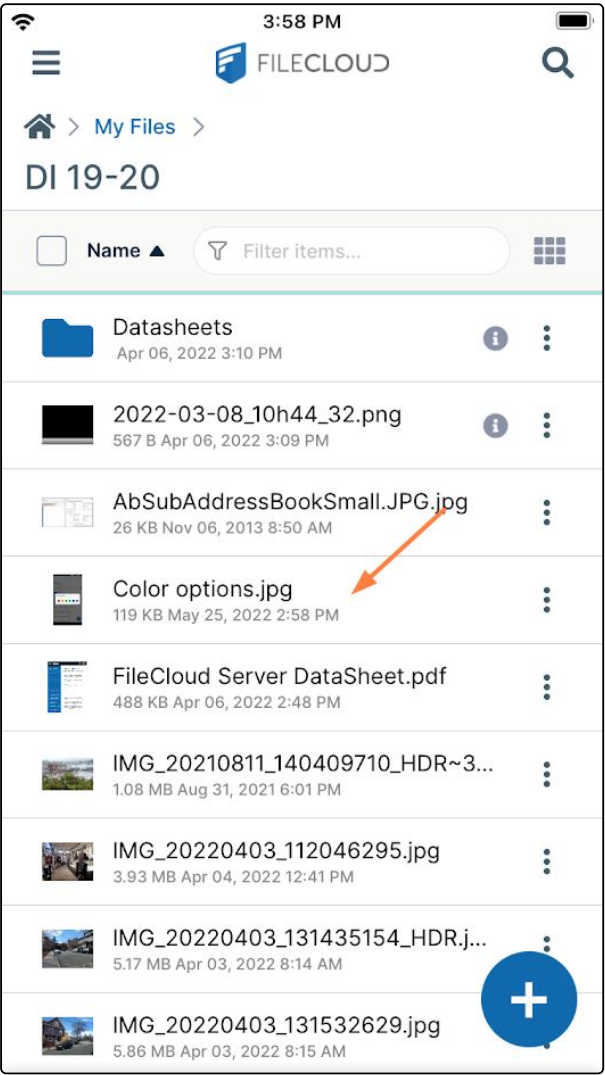 3:58 PM
FILECLOUD
My Files
DI 19-20
Name
Filter items...
Datasheets
Apr 06, 2022 3:10 PM
2022-03-08_10h44_32.png
567 B Apr 06, 2022 3:09 PM
AbSubAddressBookSmall.JPG.jpg
26 KB Nov 06, 2013 8:50 AM
Color options.jpg
119 KB May 25, 2022 2:58 PM
FileCloud Server DataSheet.pdf
488 KB Apr 06, 2022 2:48 PM
IMG_20210811_140409710_HDR~3...
1.08 MB Aug 31, 2021 6:01 PM
IMG_20220403_112046295.jpg
3.93 MB Apr 04, 2022 12:41 PM
IMG_20220403_131435154_HDR.j...
5.17 MB Apr 03, 2022 8:14 AM
IMG_20220403_131532629.jpg
5.86 MB Apr 03, 2022 8:15 AM